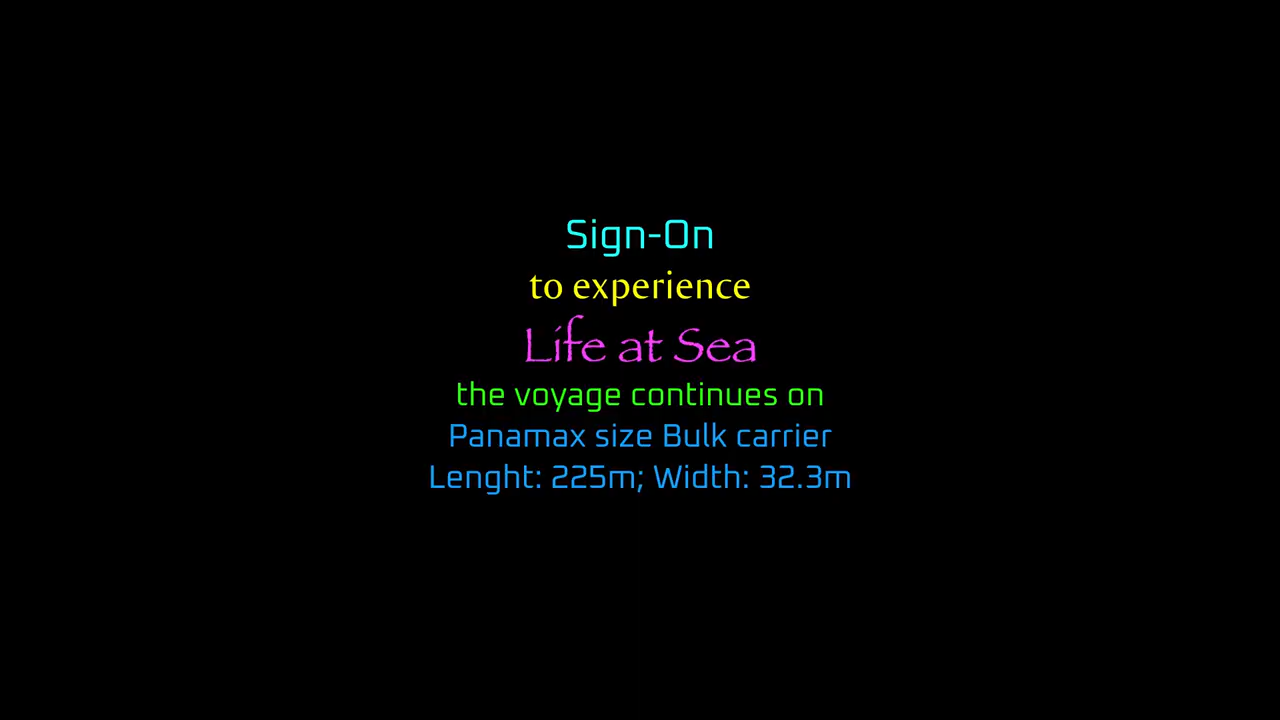 Sign-On
to experience
Life at Sea
the voyage continues on
Panamax size Bulk carrier
Lenght: 225m; Width: 32.3m